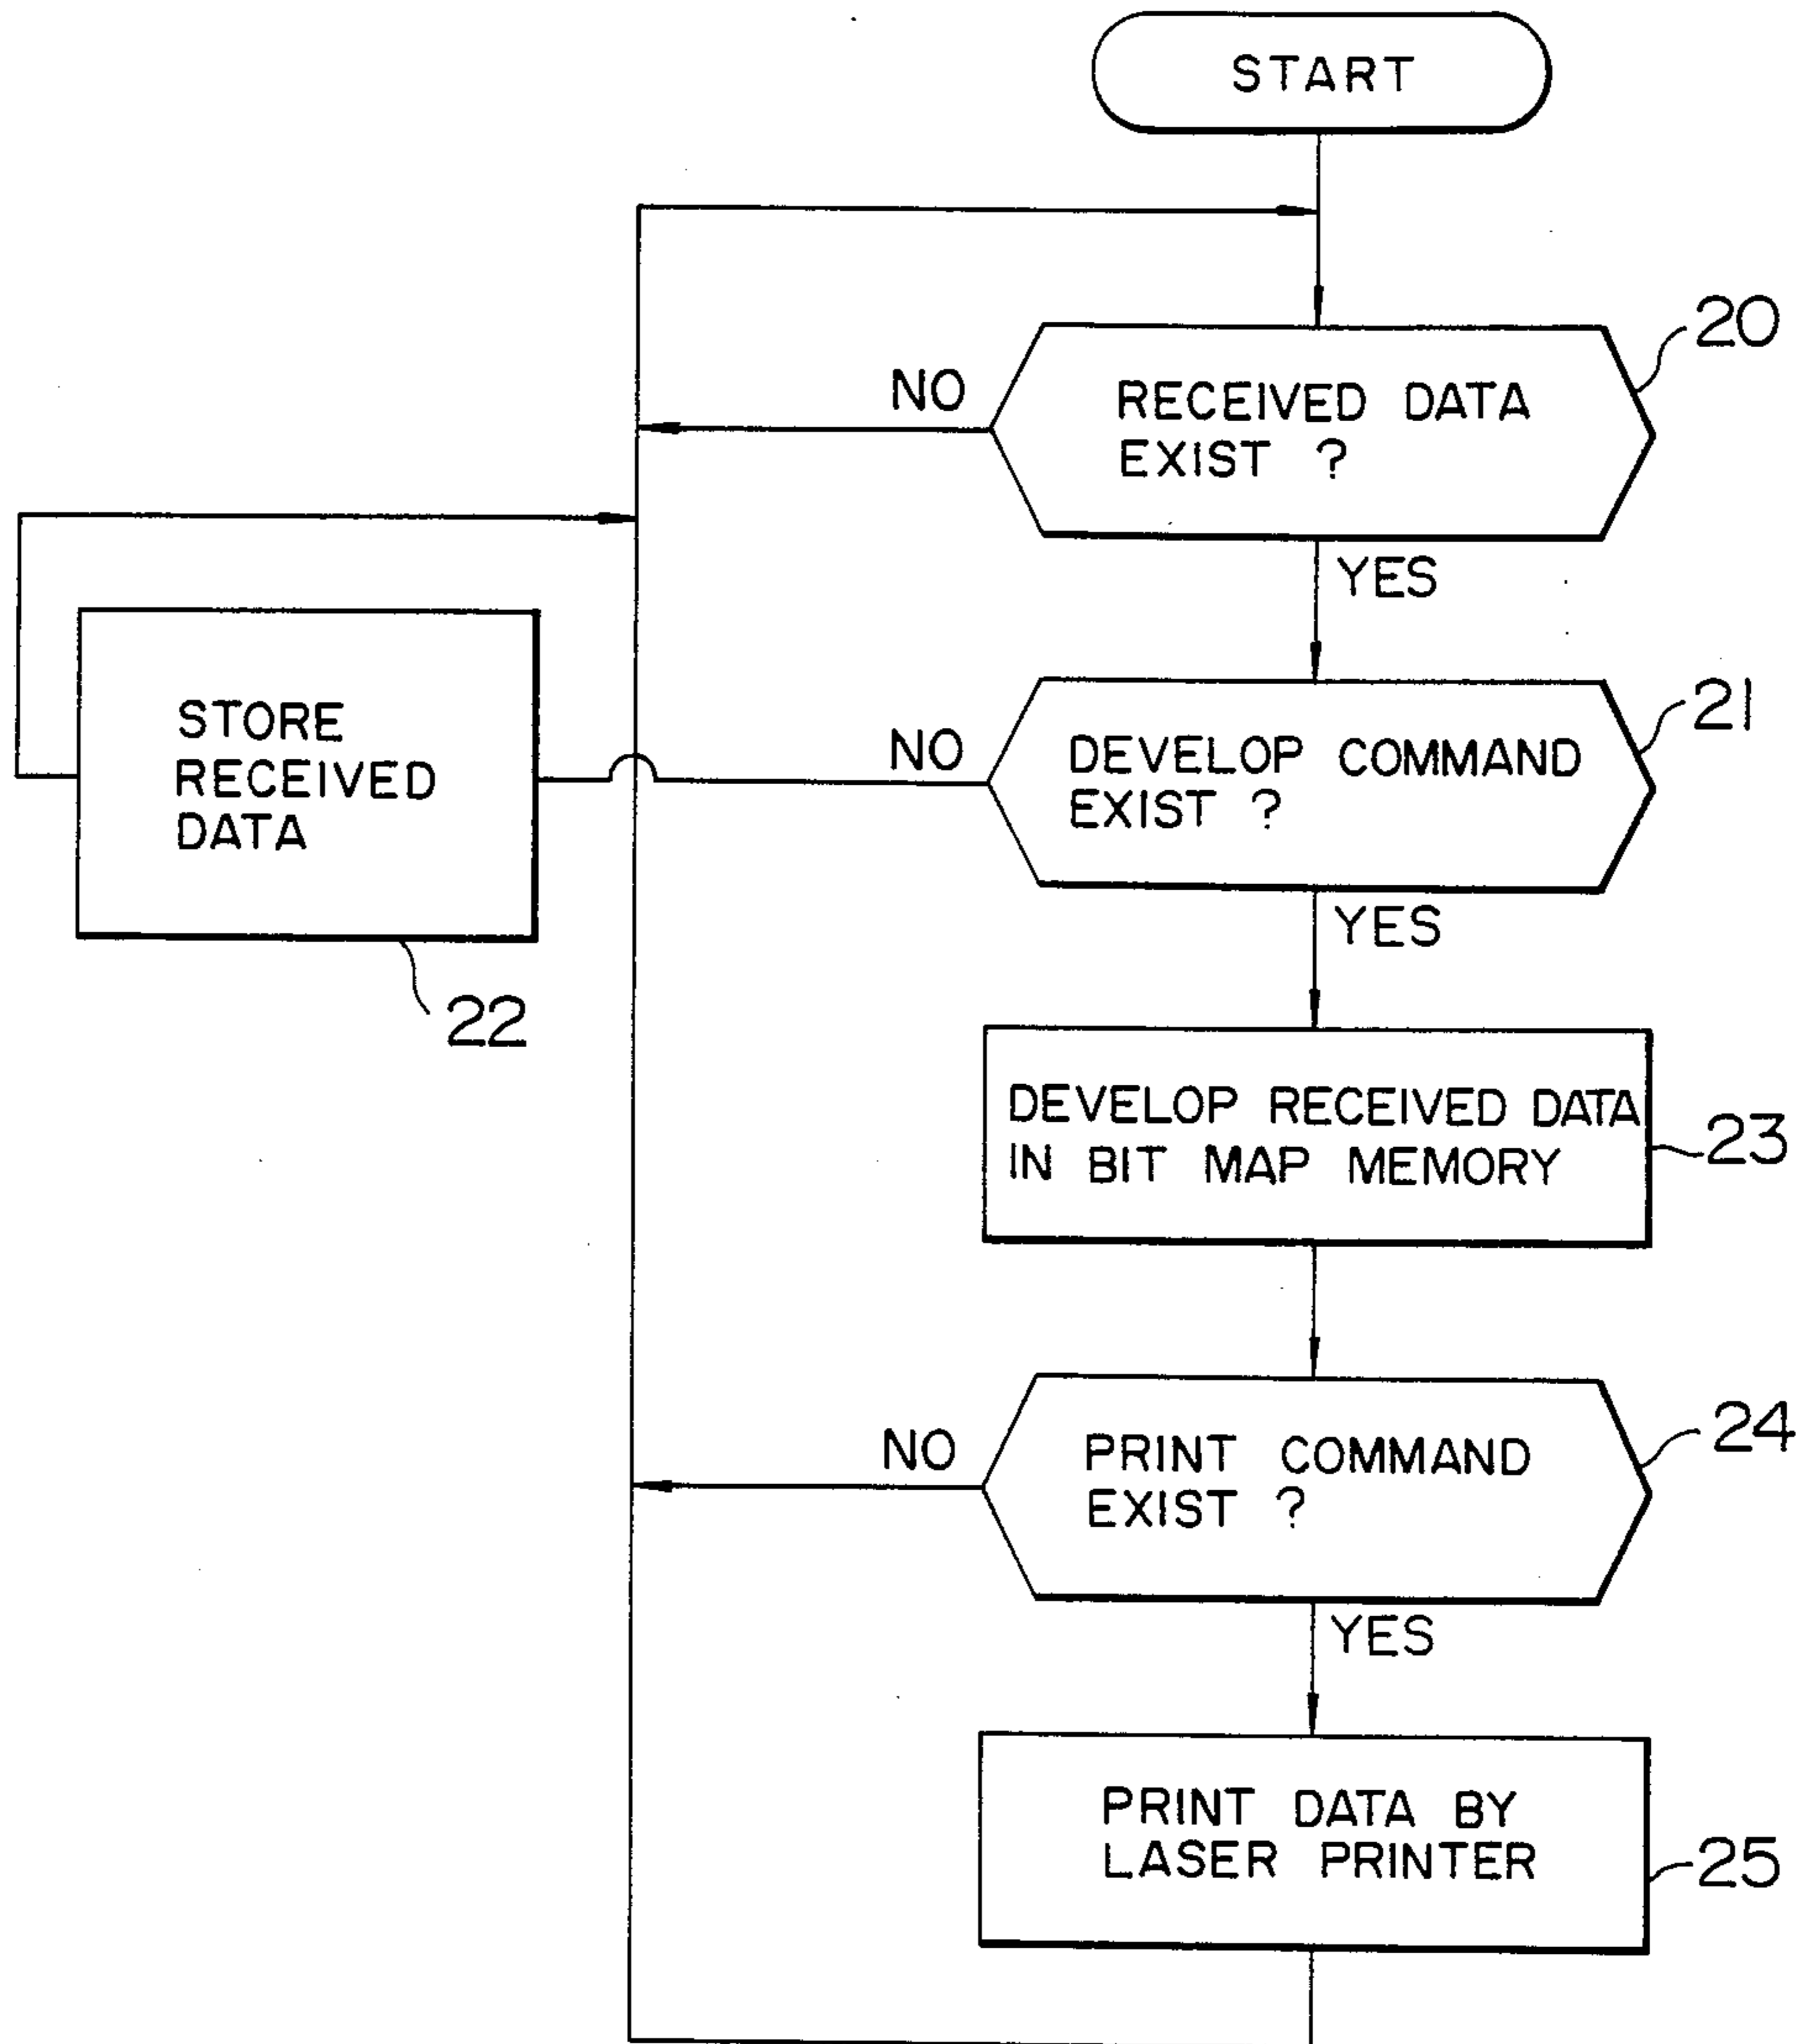 START
20
NO
RECEIVED DATA
EXIST ?
YES
21
NO
DEVELOP COMMAND
EXIST ?
STORE
RECEIVED
DATA
22
YES
DEVELOP RECEIVED DATA
IN BIT MAP MEMORY
23
24
NO
PRINT COMMAND
EXIST ?
YES
PRINT DATA BY
LASER PRINTER
25